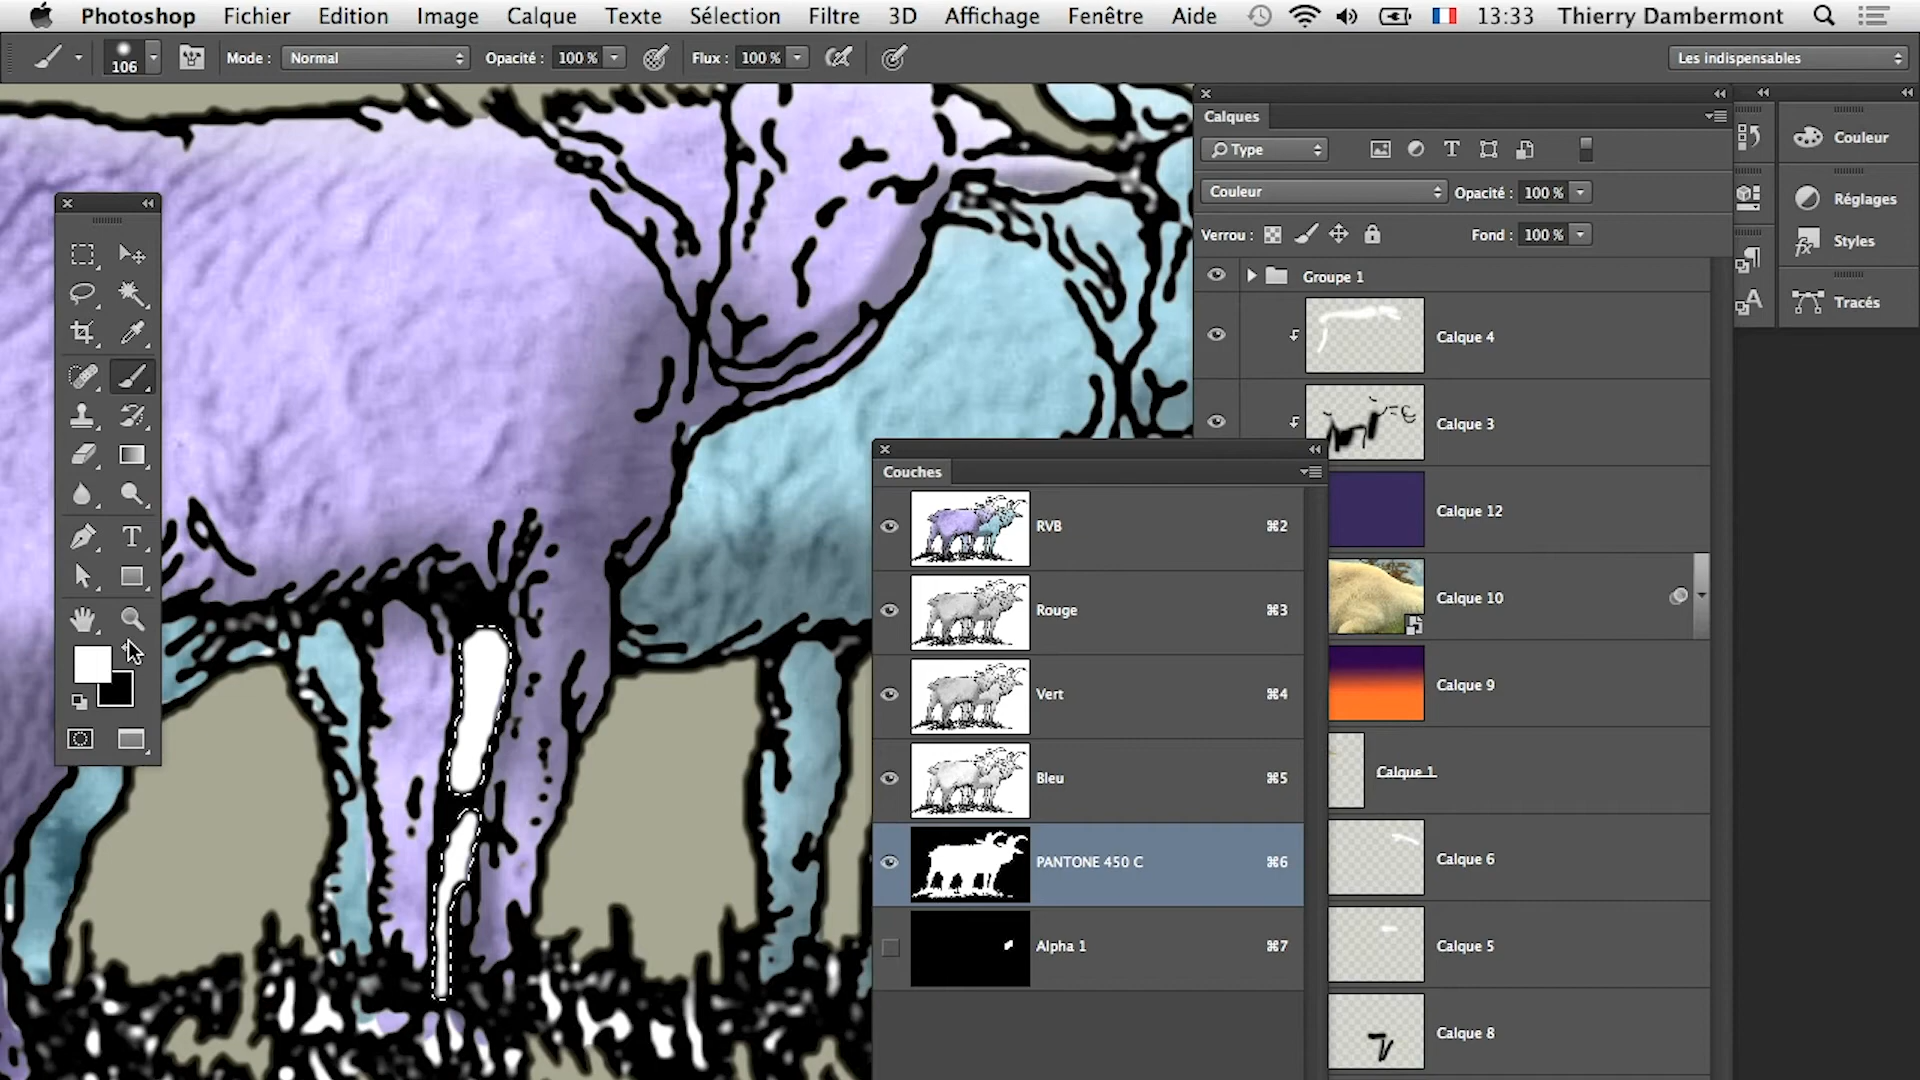 Photoshop Fichier Edition Image Calque Texte Sélection Filtre 3D Affichage Fenêtre Aide 13:33 Thierry Dambermont
106 Mode : Normal Opacité : 100 % Flux : 100 % Les indispensables
Calques
Type
Couleur Opacité : 100 %
Verrou : Fond : 100 %
Groupe 1
Calque 4
Calque 3
Calque 12
Calque 10
Calque 9
Calque 1
Calque 6
Calque 5
Calque 8
Couches
RVB ⌘2
Rouge ⌘3
Vert ⌘4
Bleu ⌘5
PANTONE 450 C ⌘6
Alpha 1 ⌘7
Couleur
Réglages
Styles
Tracés